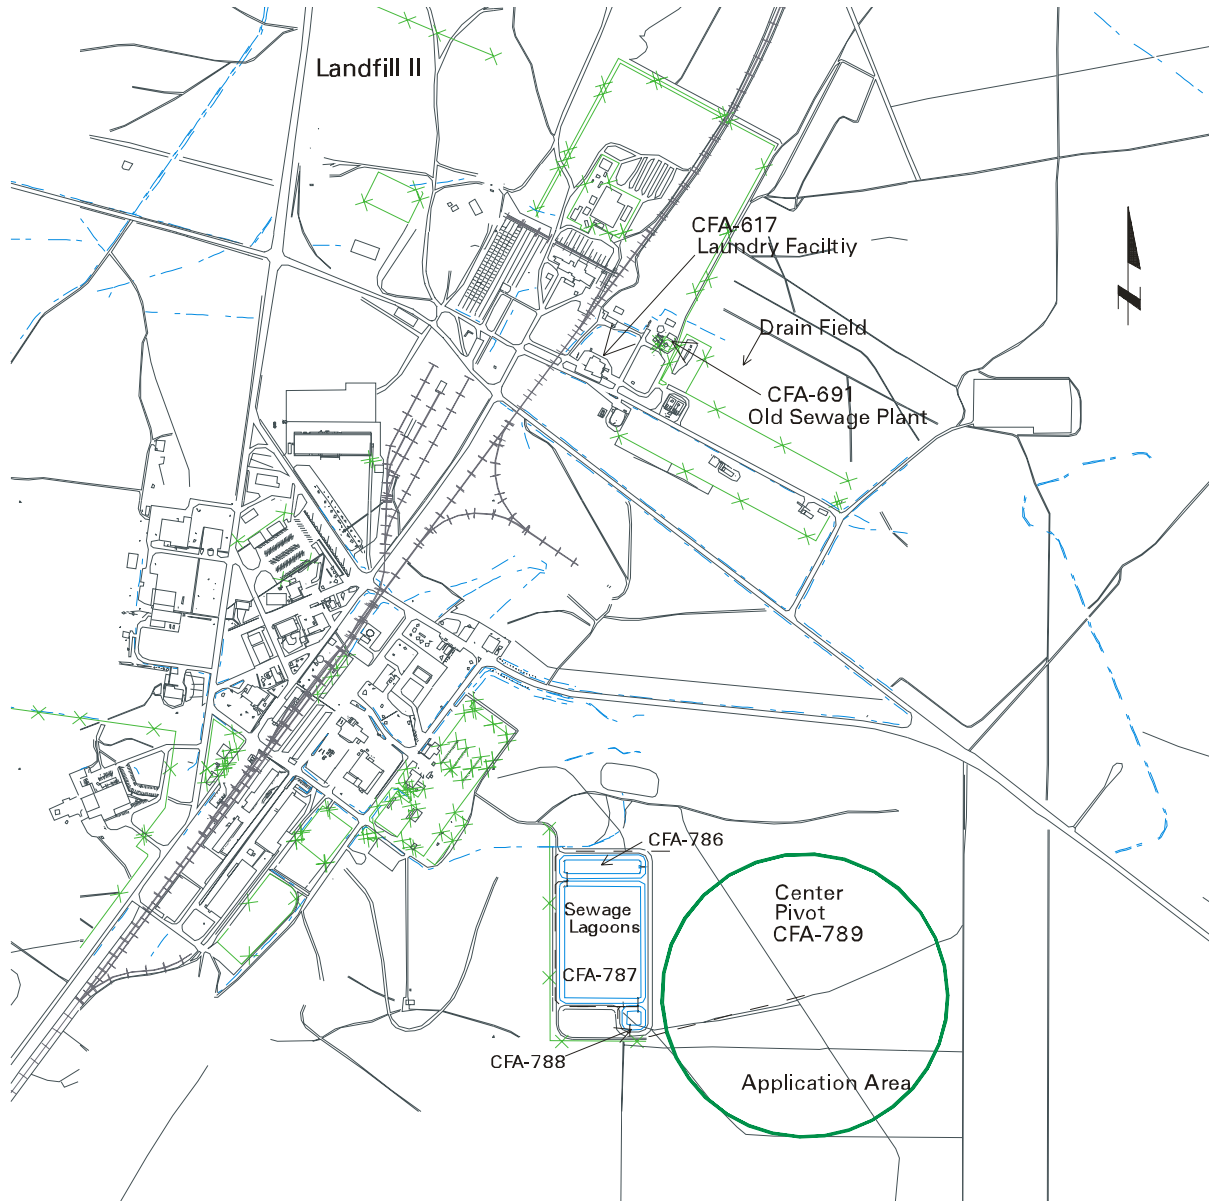 Landfill II
CFA-617
Laundry Faciltiy
N
Drain Field
CFA-691
Old Sewage Plant
CFA-786
Center
Pivot
CFA-789
Sewage
Lagoons
CFA-787
CFA-788
Application Area